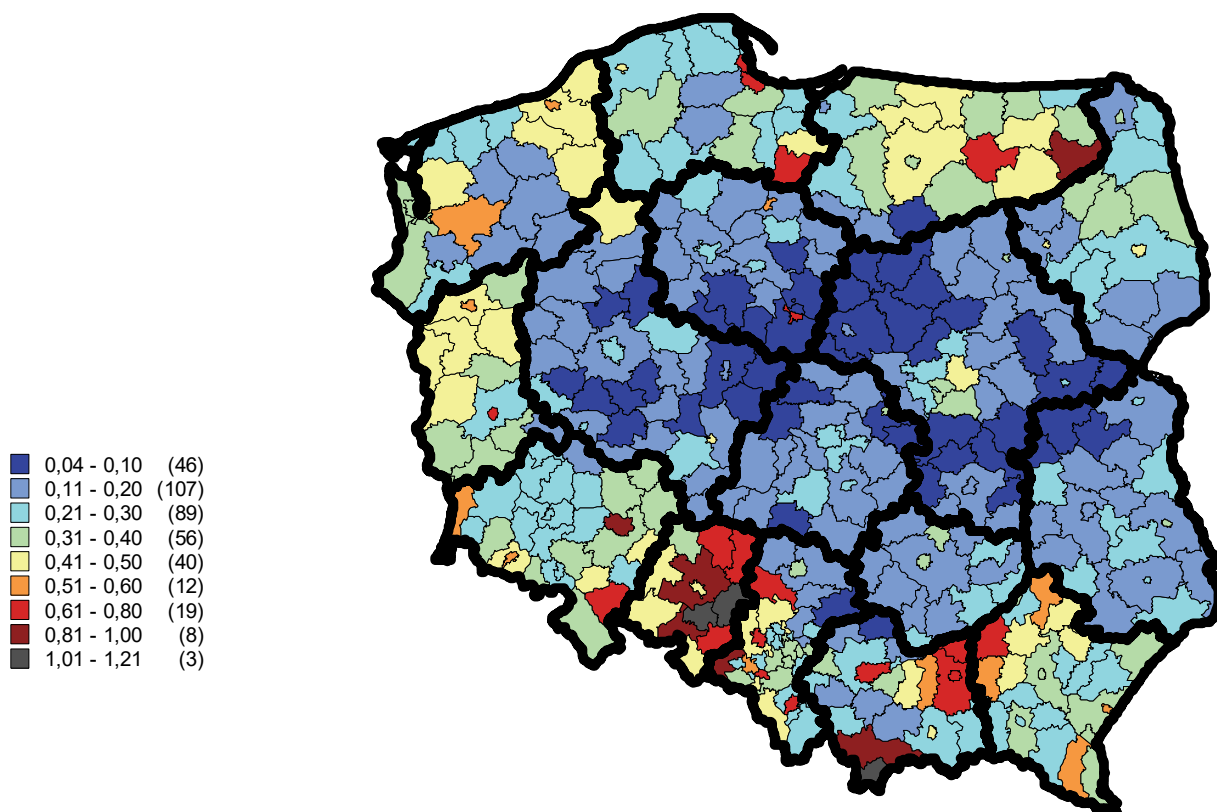 0,04 - 0,10 (46)
0,11 - 0,20 (107)
0,21 - 0,30 (89)
0,31 - 0,40 (56)
0,41 - 0,50 (40)
0,51 - 0,60 (12)
0,61 - 0,80 (19)
0,81 - 1,00 (8)
1,01 - 1,21 (3)